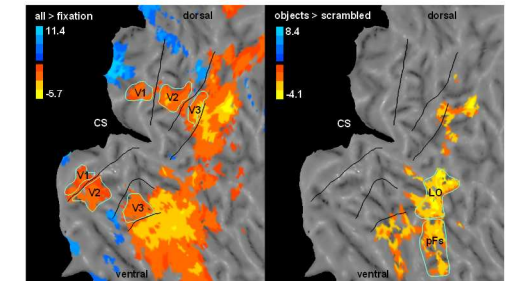 all > fixation
dorsal
11.4
-5.7
V1
V2
V3
CS
V1
V2
V3
ventral
objects > scrambled
dorsal
8.4
-4.1
CS
LO
pFs
ventral